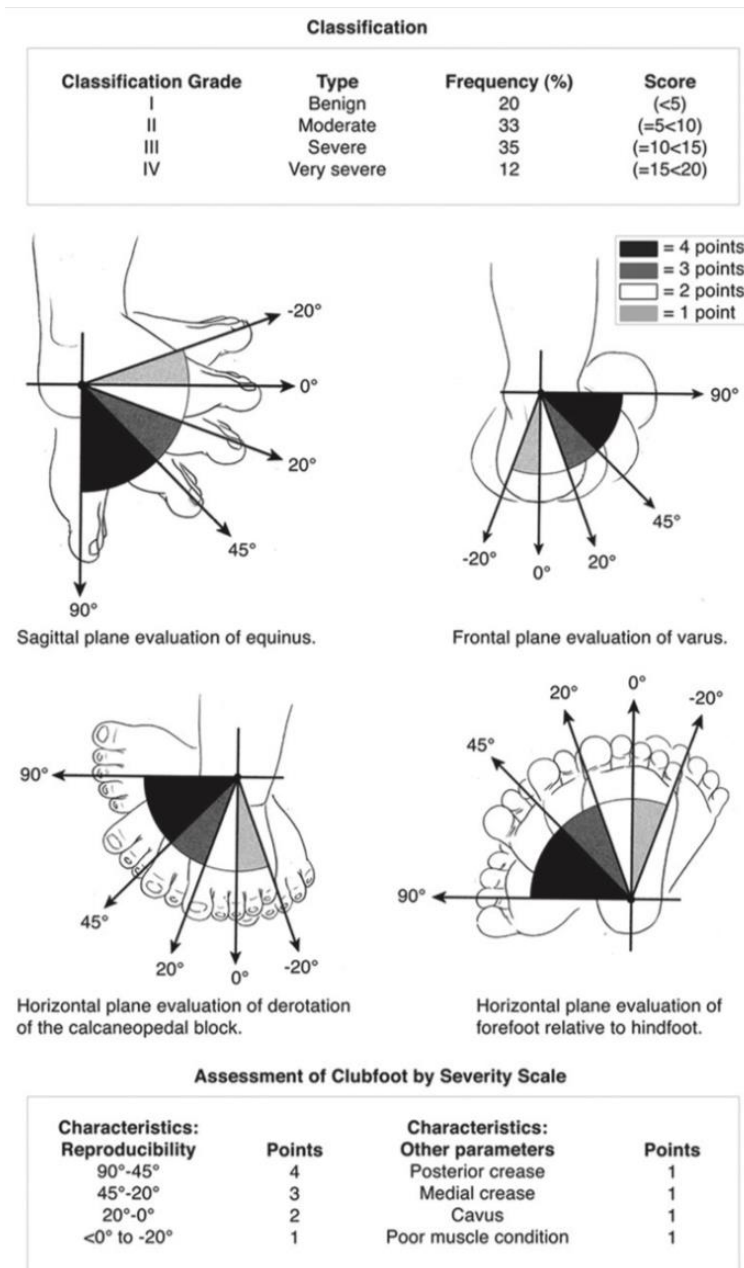 Classification
Classification Grade Type Frequency (%) Score
I Benign 20 (<5)
II Moderate 33 (=5<10)
III Severe 35 (=10<15)
IV Very severe 12 (=15<20)
= 4 points
= 3 points
= 2 points
= 1 point
-20°
0°
20°
45°
90°
Sagittal plane evaluation of equinus.
90°
45°
20°
0°
-20°
Frontal plane evaluation of varus.
90°
45°
20°
0°
-20°
Horizontal plane evaluation of derotation
of the calcaneopedal block.
0°
20°
-20°
45°
90°
Horizontal plane evaluation of
forefoot relative to hindfoot.
Assessment of Clubfoot by Severity Scale
Characteristics: Characteristics:
Reproducibility Points Other parameters Points
90°-45° 4 Posterior crease 1
45°-20° 3 Medial crease 1
20°-0° 2 Cavus 1
<0° to -20° 1 Poor muscle condition 1